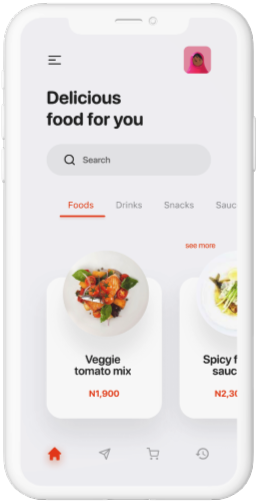 Delicious
food for you
Search
Foods Drinks Snacks Sauc
see more
Veggie
tomato mix
N1,900
Spicy f
sauc
N2,30